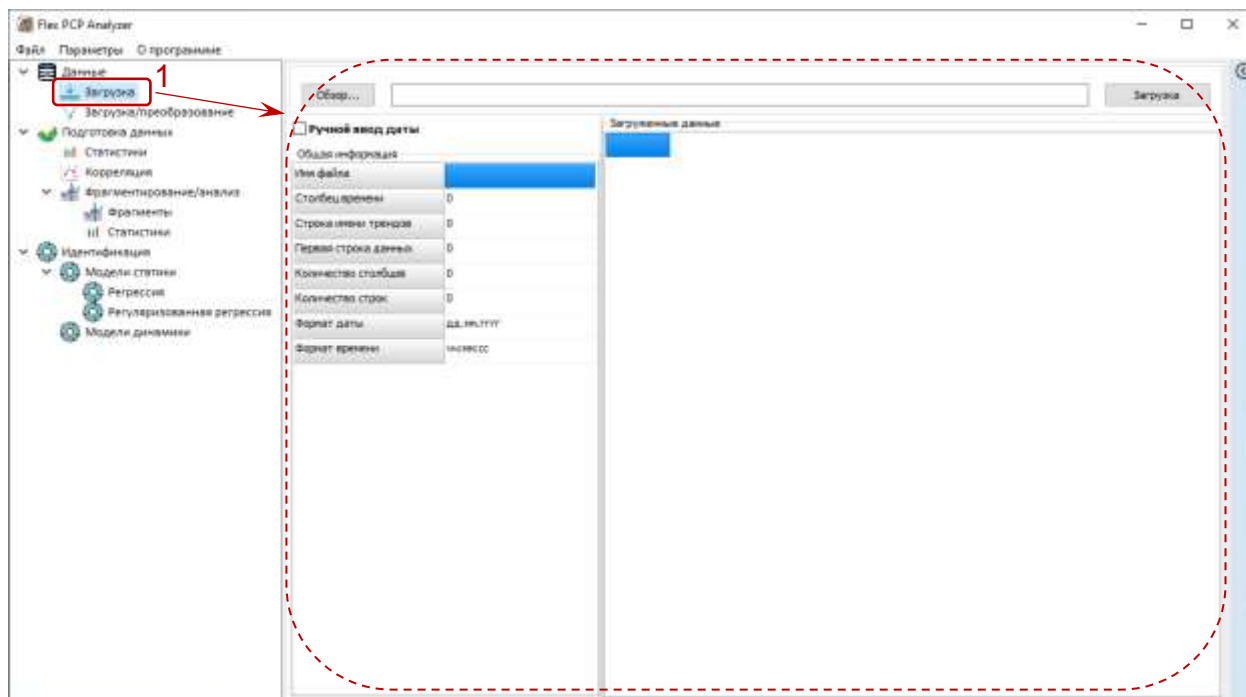 Flex PCP Analyzer
Файл Параметры О программе
Данные
1
Загрузка
Загрузка/преобразование
Подготовка данных
Статистики
Корреляция
Фрагментирование/анализ
Фрагменты
Статистики
Идентификация
Модели статики
Регрессия
Регуляризованная регрессия
Модели динамики
Обзор... Загрузка
Ручной ввод даты
Общая информация
Имя файла
Столбец времени 0
Строка имени трендов 0
Первая строка данных 0
Количество столбцов 0
Количество строк 0
Формат даты дд.мм.гггг
Формат времени
Загруженные данные